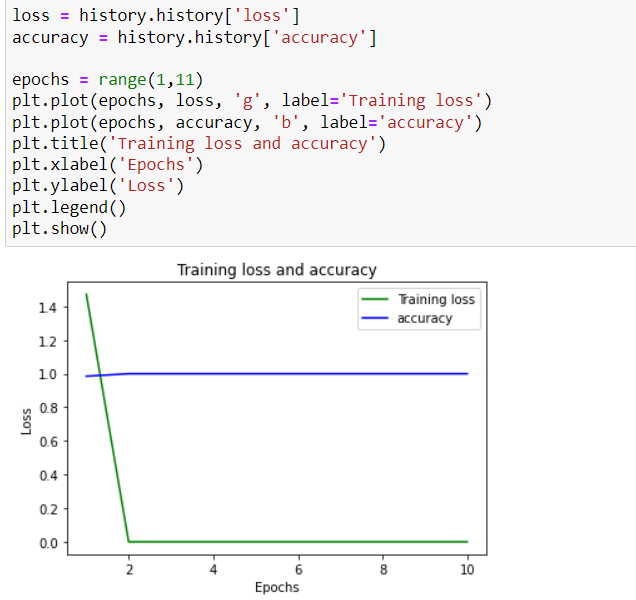 loss = history.history['loss']
accuracy = history.history['accuracy']
epochs = range(1,11)
plt.plot(epochs, loss, 'g', label='Training loss')
plt.plot(epochs, accuracy, 'b', label='accuracy')
plt.title('Training loss and accuracy')
plt.xlabel('Epochs')
plt.ylabel('Loss')
plt.legend()
plt.show()
Training loss and accuracy
Training loss
accuracy
1.4
1.2
1.0
0.8
0.6
0.4
0.2
0.0
Loss
2 4 6 8 10
Epochs